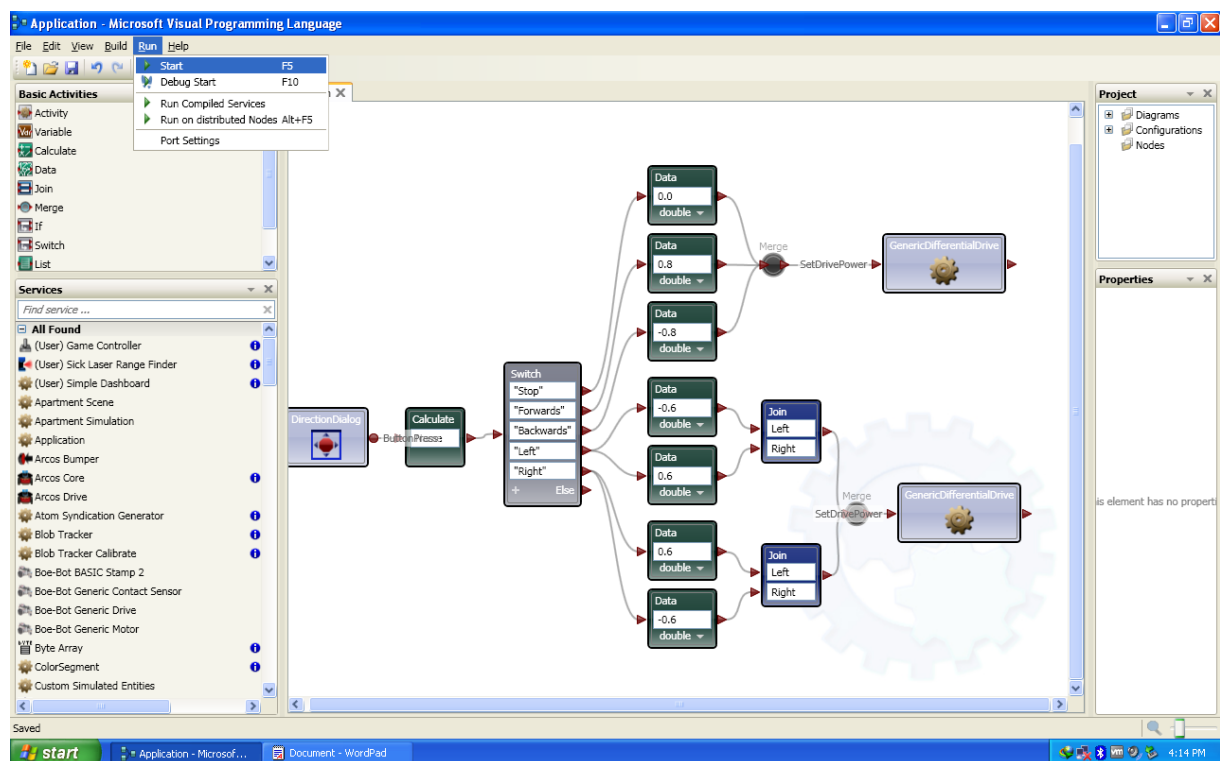 Application - Microsoft Visual Programming Language
File Edit View Build Run Help
Start F5
Debug Start F10
Run Compiled Services
Run on distributed Nodes Alt+F5
Port Settings
Basic Activities
Activity
Variable
Calculate
Data
Join
Merge
If
Switch
List
Services
Find service ...
All Found
(User) Game Controller
(User) Sick Laser Range Finder
(User) Simple Dashboard
Apartment Scene
Apartment Simulation
Application
Arcos Bumper
Arcos Core
Arcos Drive
Atom Syndication Generator
Blob Tracker
Blob Tracker Calibrate
Boe-Bot BASIC Stamp 2
Boe-Bot Generic Contact Sensor
Boe-Bot Generic Drive
Boe-Bot Generic Motor
Byte Array
ColorSegment
Custom Simulated Entities
DirectionDialog
Calculate
Switch
"Stop"
"Forwards"
"Backwards"
"Left"
"Right"
+ Else
Data
0.0
double
Data
0.8
double
Data
-0.8
double
Data
-0.6
double
Data
0.6
double
Data
0.6
double
Data
-0.6
double
Merge
SetDrivePower
GenericDifferentialDrive
Join
Left
Right
Merge
SetDrivePower
GenericDifferentialDrive
Join
Left
Right
Project
Diagrams
Configurations
Nodes
Properties
is element has no properti
Saved
start
Application - Microsof...
Document - WordPad
4:14 PM